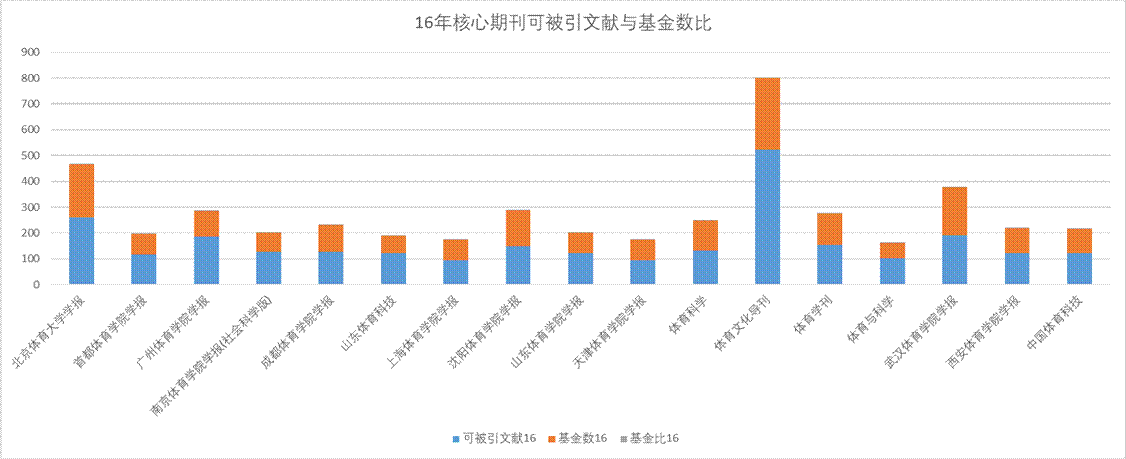 16年核心期刊可被引文献与基金数比
900
800
700
600
500
400
300
200
100
0
北京体育大学学报
首都体育学院学报
广州体育学院学报
南京体育学院学报(社会科学版)
成都体育学院学报
山东体育科技
上海体育学院学报
沈阳体育学院学报
山东体育学院学报
天津体育学院学报
体育科学
体育文化导刊
体育学刊
体育与科学
武汉体育学院学报
西安体育学院学报
中国体育科技
可被引文献16 基金数16 基金比16